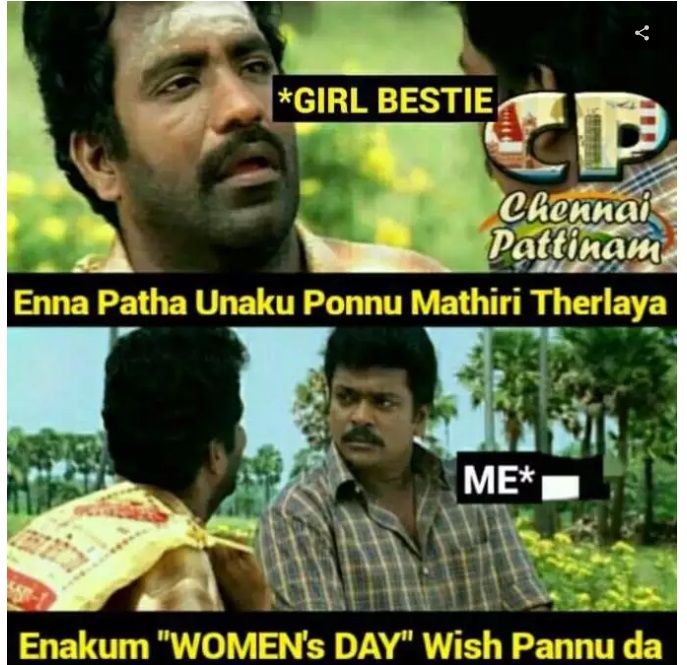 *GIRL BESTIE
CP
Chennai
Pattinam
Enna Patha Unaku Ponnu Mathiri Therlaya
ME*
Enakum "WOMEN's DAY" Wish Pannu da